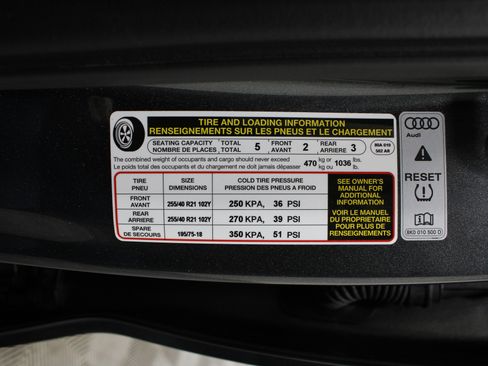 TIRE AND LOADING INFORMATION
RENSEIGNEMENTS SUR LES PNEUS ET LE CHARGEMENT
SEATING CAPACITY TOTAL 5 FRONT 2 REAR 3
NOMBRE DE PLACES TOTAL AVANT ARRIERE
80A 010 502 AB
The combined weight of occupants and cargo should never exceed 470 kg or 1036 lbs.
Le poids total des occupants et du chargement ne doit jamais dépasser kg ou lb.
TIRE SIZE COLD TIRE PRESSURE
PNEU DIMENSIONS PRESSION DES PNEUS A FROID
FRONT
AVANT 255/40 R21 102Y 250 KPA, 36 PSI
REAR
ARRIERE 255/40 R21 102Y 270 KPA, 39 PSI
SPARE
DE SECOURS 195/75-18 350 KPA, 51 PSI
SEE OWNER'S
MANUAL FOR
ADDITIONAL
INFORMATION
VOIR LE MANUEL
DU PROPRIETAIRE
POUR PLUS DE
RENSEIGNEMENTS
Audi
RESET
8K0 010 500 D